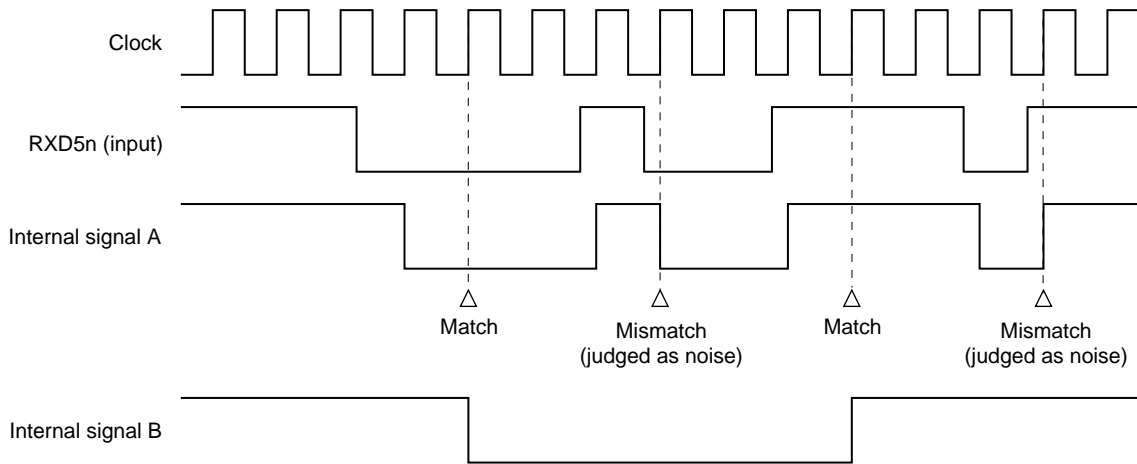 Clock
RXD5n (input)
Internal signal A
Match
Mismatch
(judged as noise)
Match
Mismatch
(judged as noise)
Internal signal B